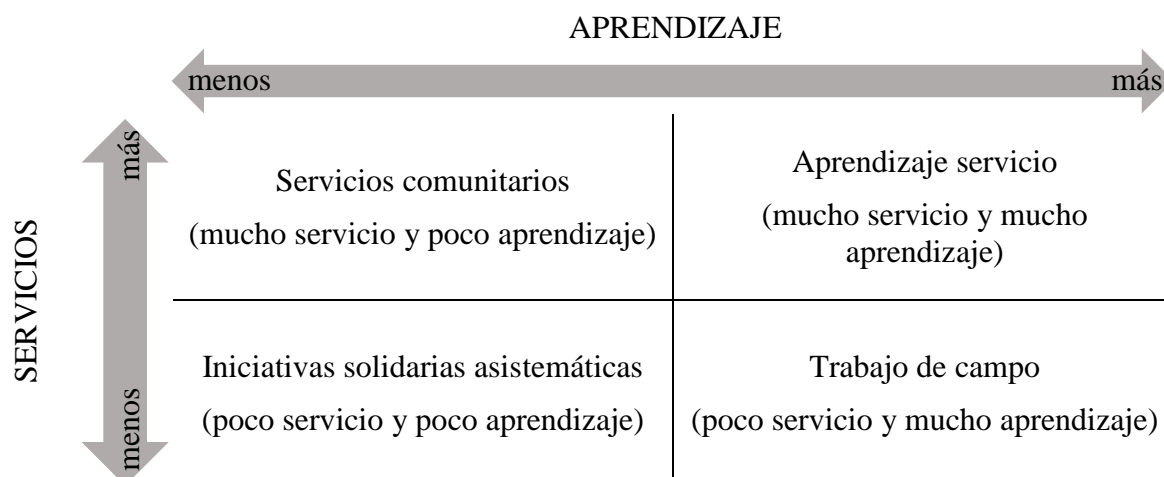 APRENDIZAJE
menos
más
SERVICIOS
más
menos
Servicios comunitarios
(mucho servicio y poco aprendizaje)
Aprendizaje servicio
(mucho servicio y mucho
aprendizaje)
Iniciativas solidarias asistemáticas
(poco servicio y poco aprendizaje)
Trabajo de campo
(poco servicio y mucho aprendizaje)